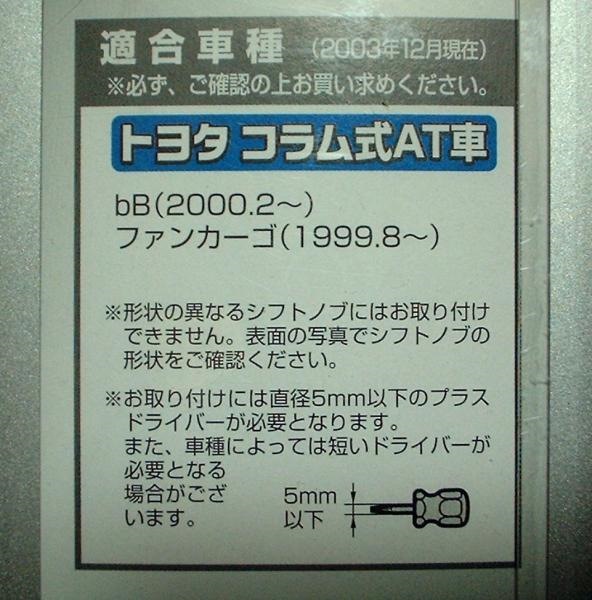 適合車種 (2003年12月現在)
※必ず、ご確認の上お買い求めください。
トヨタ コラム式AT車
bB(2000.2〜)
ファンカーゴ(1999.8〜)
※形状の異なるシフトノブにはお取り付け
できません。表面の写真でシフトノブの
形状をご確認ください。
※お取り付けには直径5mm以下のプラス
ドライバーが必要となります。
また、車種によっては短いドライバーが
必要となる
場合がござ
います。
5mm
以下